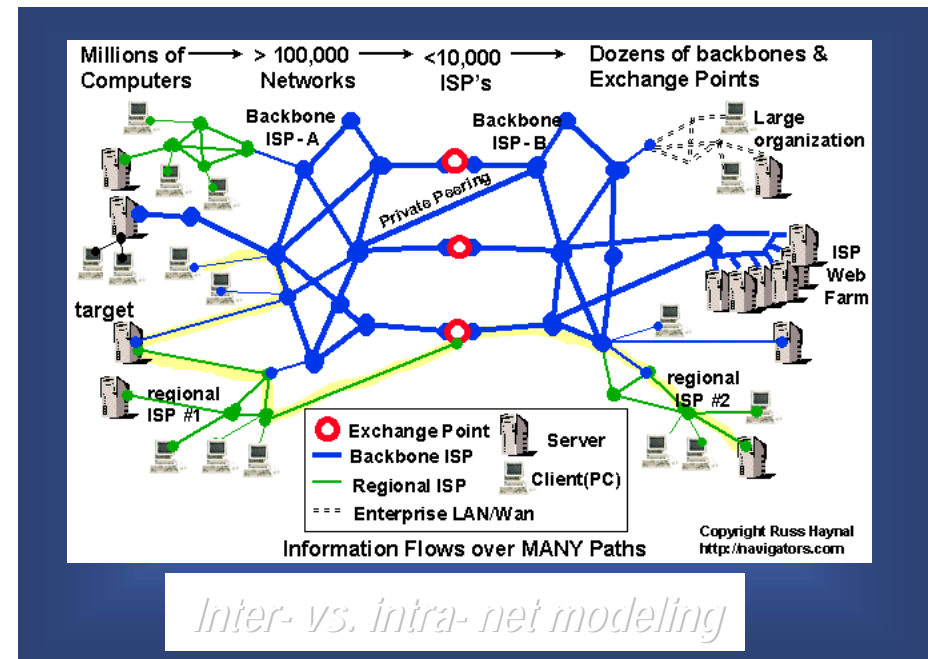 Millions of Computers
> 100,000 Networks
<10,000 ISP's
Dozens of backbones & Exchange Points
Backbone ISP - A
Backbone ISP - B
Large organization
Private Peering
ISP Web Farm
target
regional ISP #1
regional ISP #2
Exchange Point
Backbone ISP
Regional ISP
Enterprise LAN/Wan
Server
Client(PC)
Information Flows over MANY Paths
Copyright Russ Haynal
http://navigators.com
Inter- vs. intra- net modeling